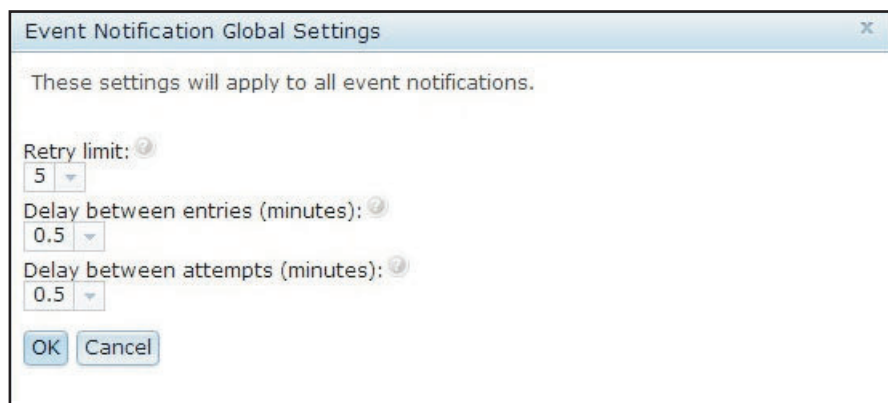 Event Notification Global Settings x
These settings will apply to all event notifications.
Retry limit: ?
5
Delay between entries (minutes): ?
0.5
Delay between attempts (minutes): ?
0.5
OK Cancel